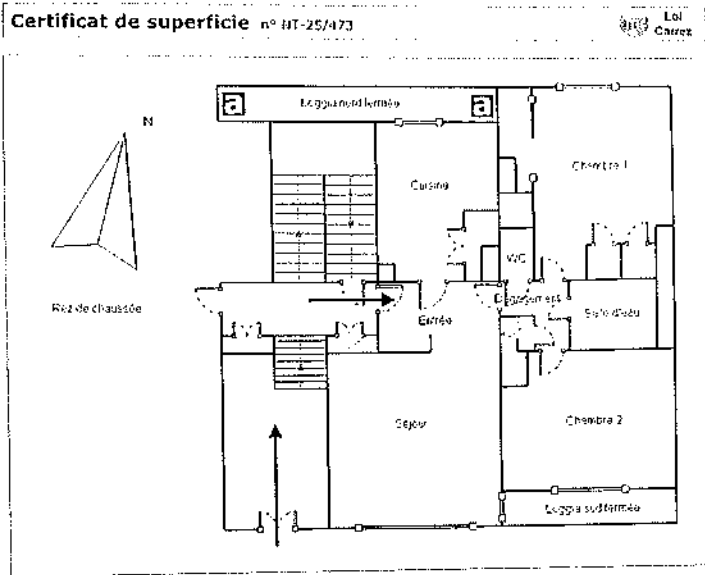 Certificat de superficie n° NT-25/473
Loi
Carrez
a
Loggia nord fermée
a
N
Cuisine
Chambre 1
WC
Rez de chaussée
Entrée
Dégagement
Salle d'eau
Séjour
Chambre 2
Loggia sud fermée